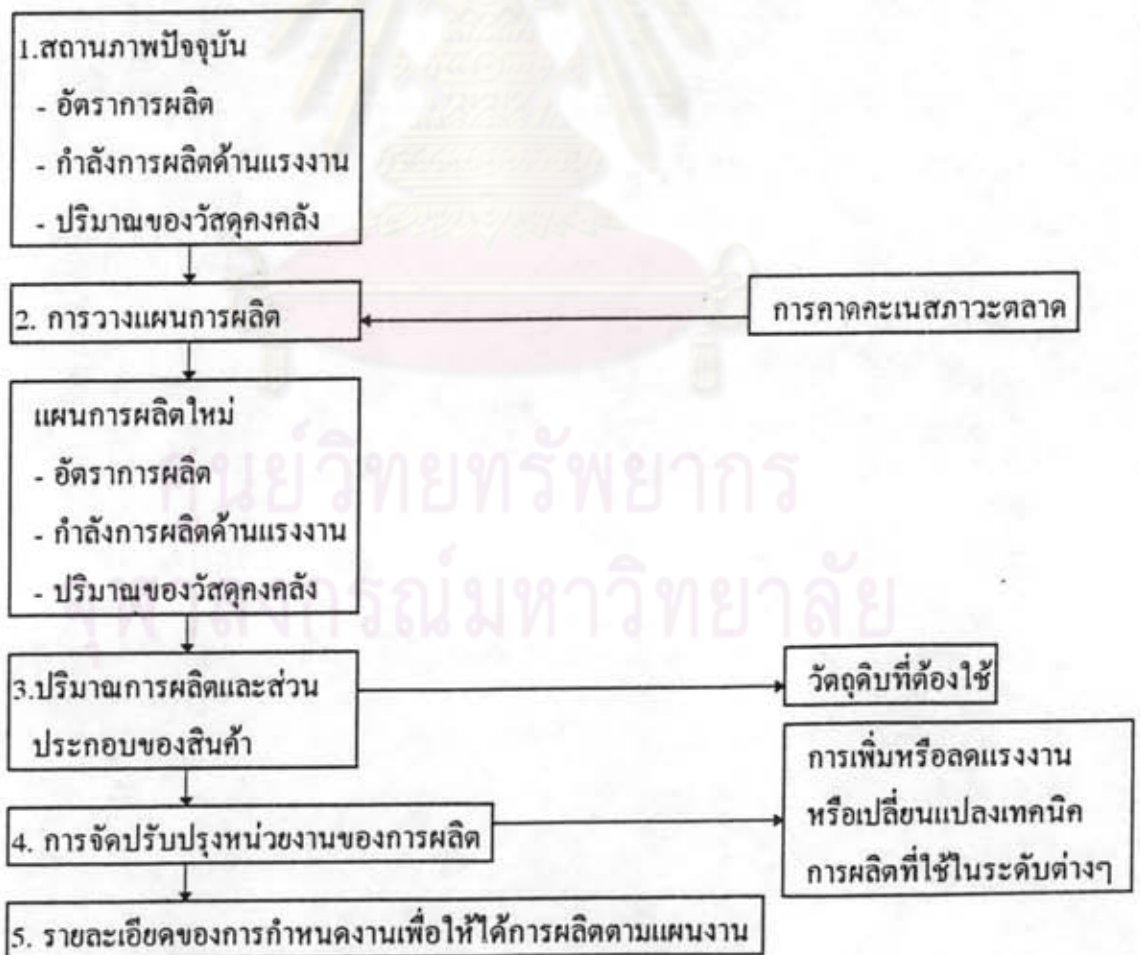 1.สถานภาพปัจจุบัน
- อัตราการผลิต
- กำลังการผลิตด้านแรงงาน
- ปริมาณของวัสดุคงคลัง
2. การวางแผนการผลิต
การคาดคะเนสภาวะตลาด
แผนการผลิตใหม่
- อัตราการผลิต
- กำลังการผลิตด้านแรงงาน
- ปริมาณของวัสดุคงคลัง
ศูนย์วิทยทรัพยากร
จุฬาลงกรณ์มหาวิทยาลัย
3.ปริมาณการผลิตและส่วน
ประกอบของสินค้า
วัตถุดิบที่ต้องใช้
การเพิ่มหรือลดแรงงาน
หรือเปลี่ยนแปลงเทคนิค
การผลิตที่ใช้ในระดับต่างๆ
4. การจัดปรับปรุงหน่วยงานของการผลิต
5. รายละเอียดของการกำหนดงานเพื่อให้ได้การผลิตตามแผนงาน